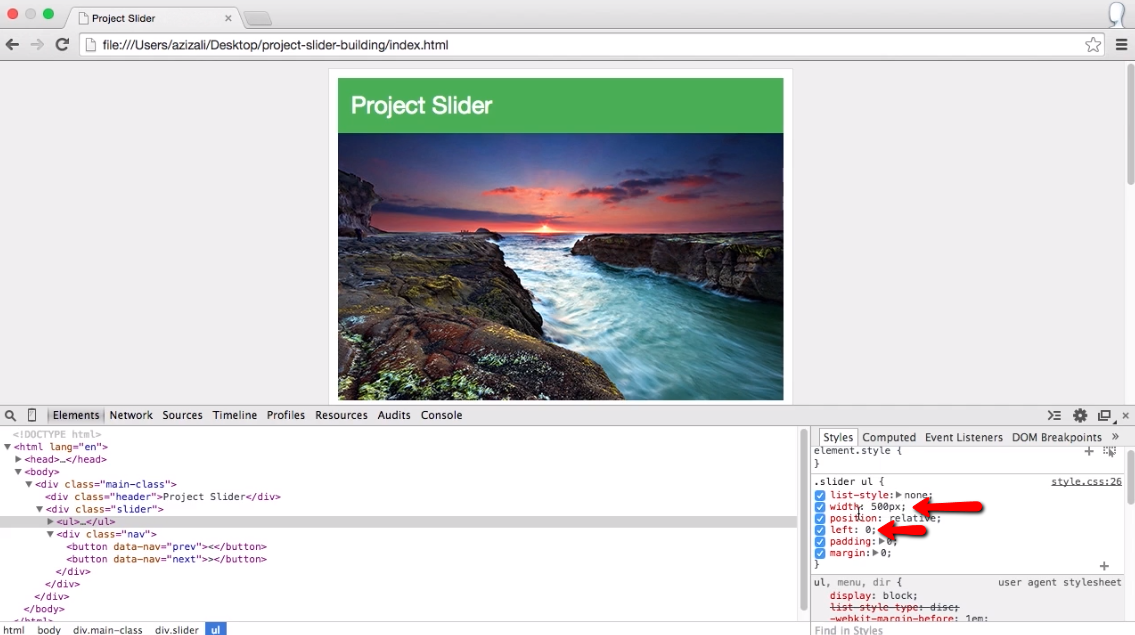 Project Slider
file:///Users/azizali/Desktop/project-slider-building/index.html
Project Slider
Elements Network Sources Timeline Profiles Resources Audits Console
<!DOCTYPE html>
<html lang="en">
<head>…</head>
<body>
<div class="main-class">
<div class="header">Project Slider</div>
<div class="slider">
<ul>…</ul>
<div class="nav">
<button data-nav="prev"><</button>
<button data-nav="next">></button>
</div>
</div>
</div>
</body>
</html>
html body div.main-class div.slider ul
Styles Computed Event Listeners DOM Breakpoints »
element.style {
}
.slider ul { style.css:26
list-style: none;
width: 500px;
position: relative;
left: 0;
padding: 0;
margin: 0;
}
ul, menu, dir { user agent stylesheet
display: block;
list-style-type: disc;
-webkit-margin-before: 1em;
Find in Styles